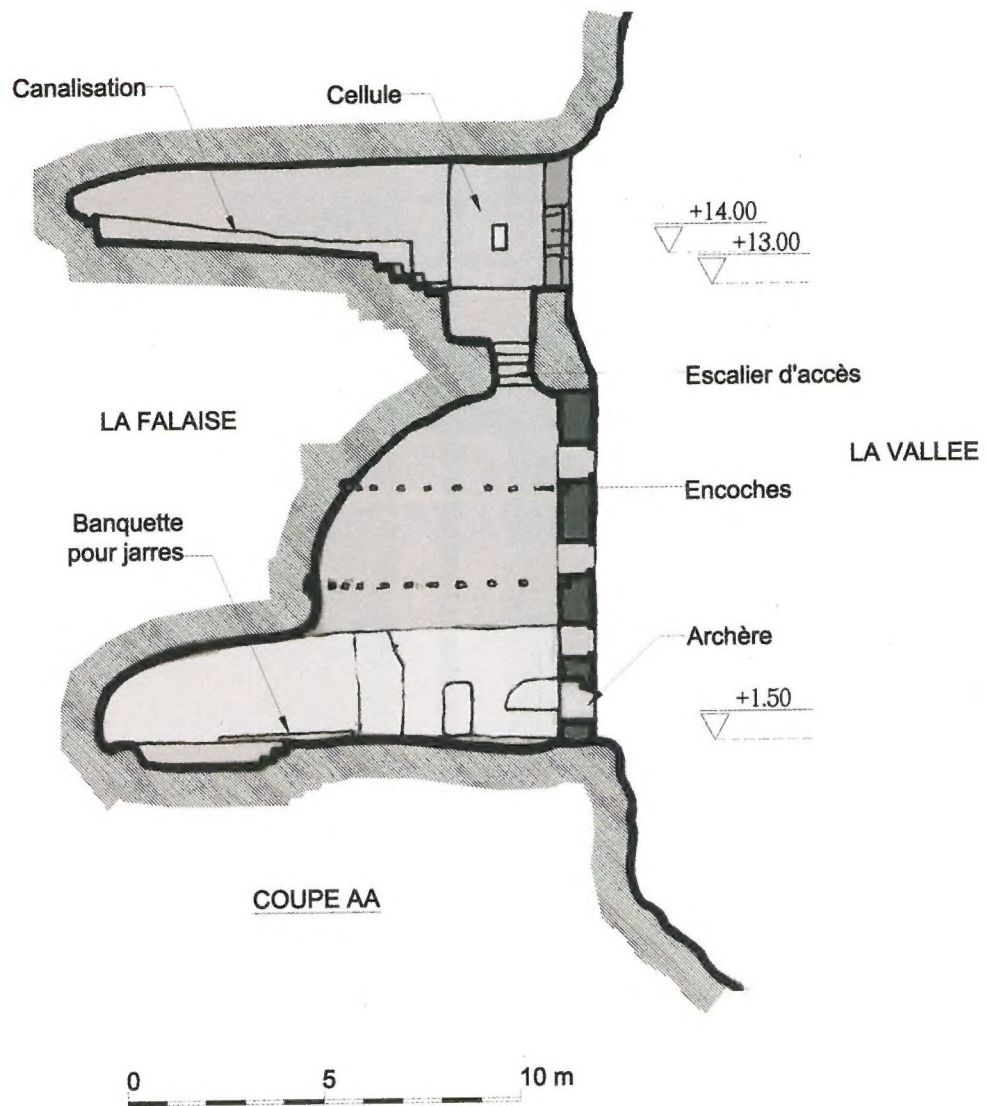 Canalisation
Cellule
+14.00
+13.00
Escalier d'accès
LA FALAISE
LA VALLEE
Encoches
Banquette
pour jarres
Archère
+1.50
COUPE AA
0 5 10 m